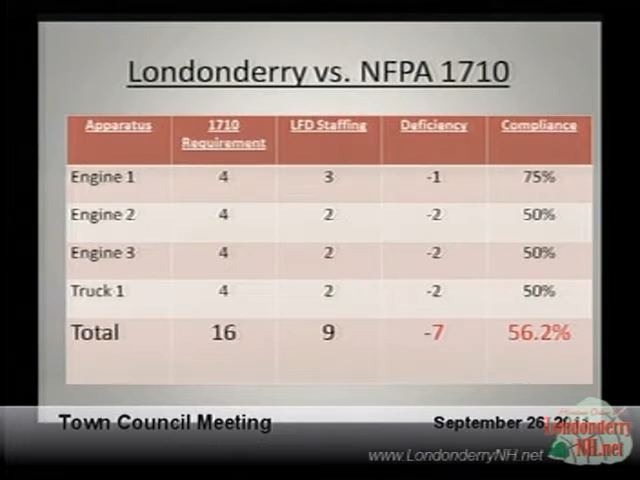 Londonderry vs. NFPA 1710
Apparatus 1710 Requirement LFD Staffing Deficiency Compliance
Engine 1 4 3 -1 75%
Engine 2 4 2 -2 50%
Engine 3 4 2 -2 50%
Truck 1 4 2 -2 50%
Total 16 9 -7 56.2%
Town Council Meeting
September 26,
Londonderry
NH.net
www.LondonderryNH.net